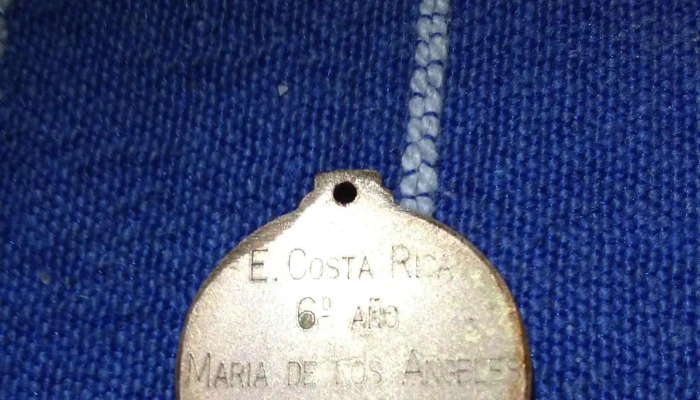 E. COSTA RICA
6º AÑO
MARIA DE LOS ANGELES